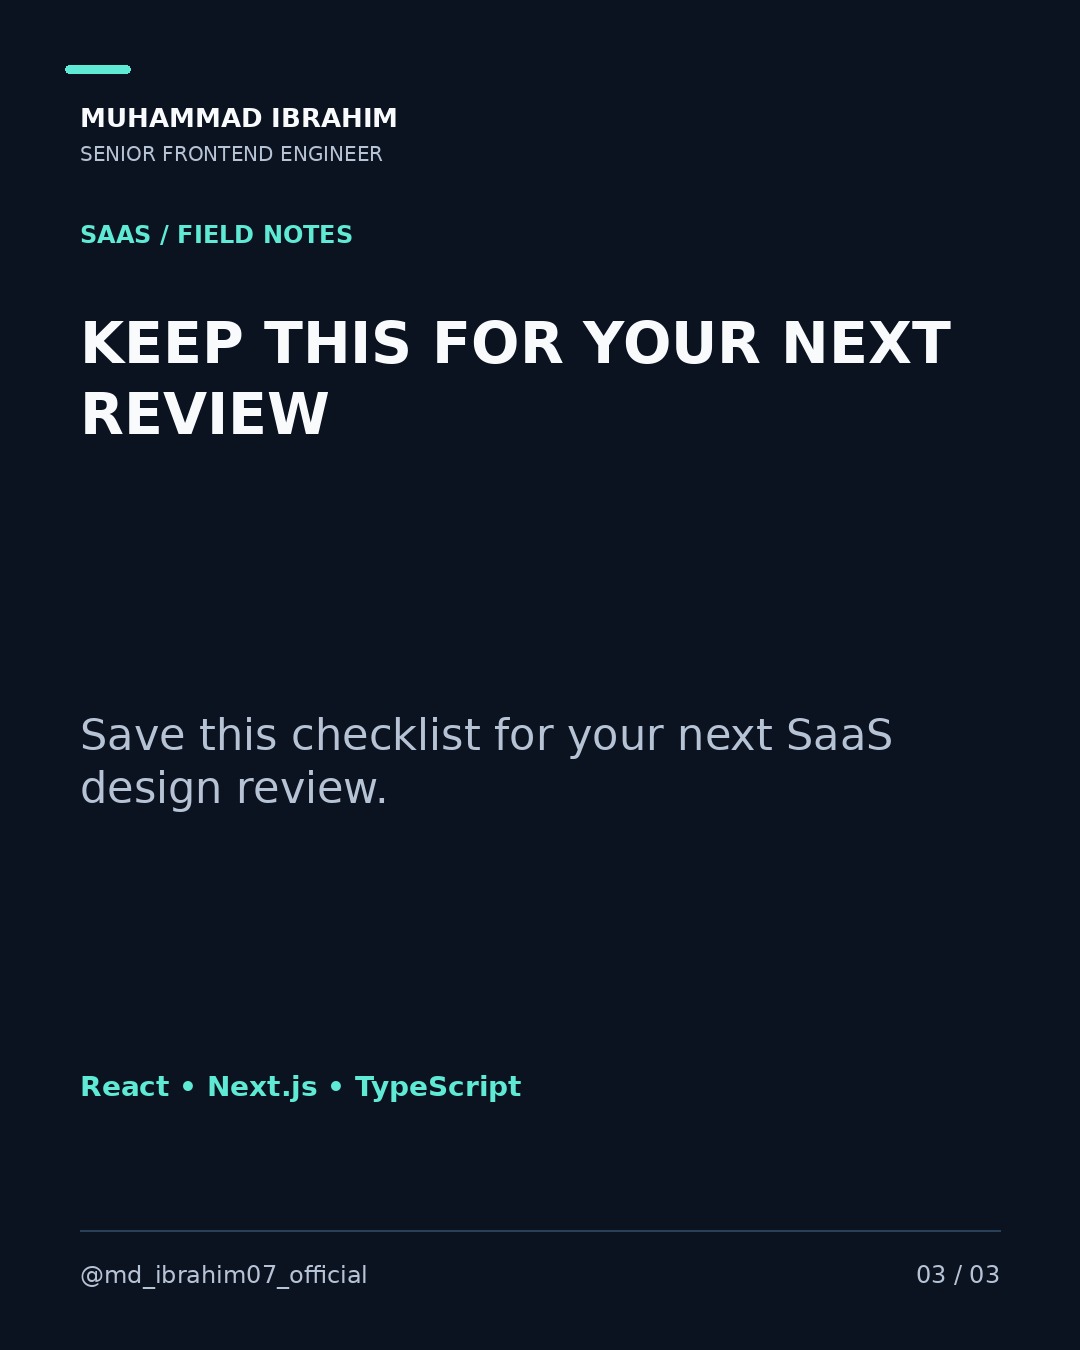 MUHAMMAD IBRAHIM
SENIOR FRONTEND ENGINEER
SAAS / FIELD NOTES
KEEP THIS FOR YOUR NEXT
REVIEW
Save this checklist for your next SaaS
design review.
React • Next.js • TypeScript
@md_ibrahim07_official
03 / 03